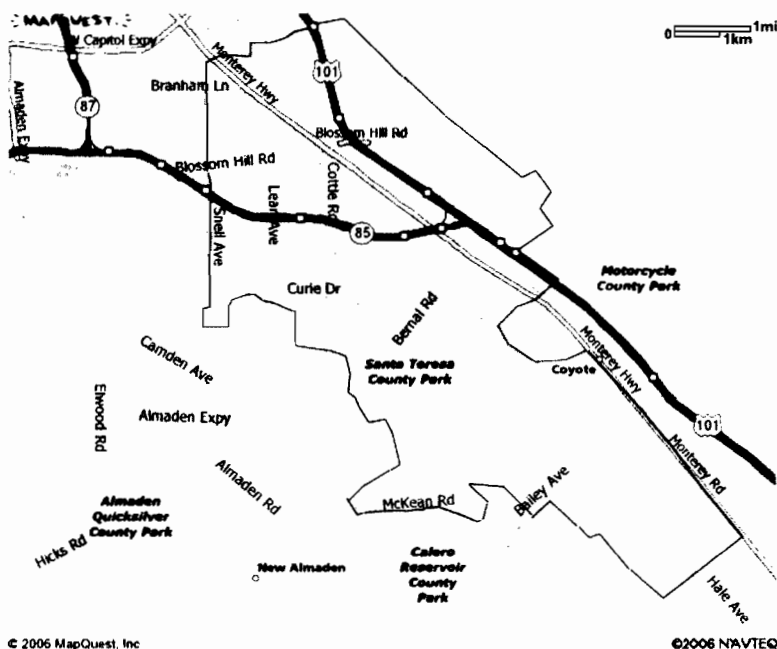 MAPQUEST.
W Capitol Expy
0 1mi
1km
101
Monterey Hwy
Branham Ln
87
Almaden Expy
Blossom Hill Rd
Blossom Hill Rd
Cottle Rd
Lean Ave
Snell Ave
85
Motorcycle
County Park
Curie Dr
Bernal Rd
Camden Ave
Santa Teresa
County Park
Coyote
Monterey Hwy
Elwood Rd
Almaden Expy
101
Monterey Rd
Almaden Rd
Almaden
Quicksilver
County Park
McKean Rd
Bailey Ave
Hicks Rd
New Almaden
Calero
Reservoir
County
Park
Hale Ave
© 2006 MapQuest, Inc
©2006 NAVTEQ